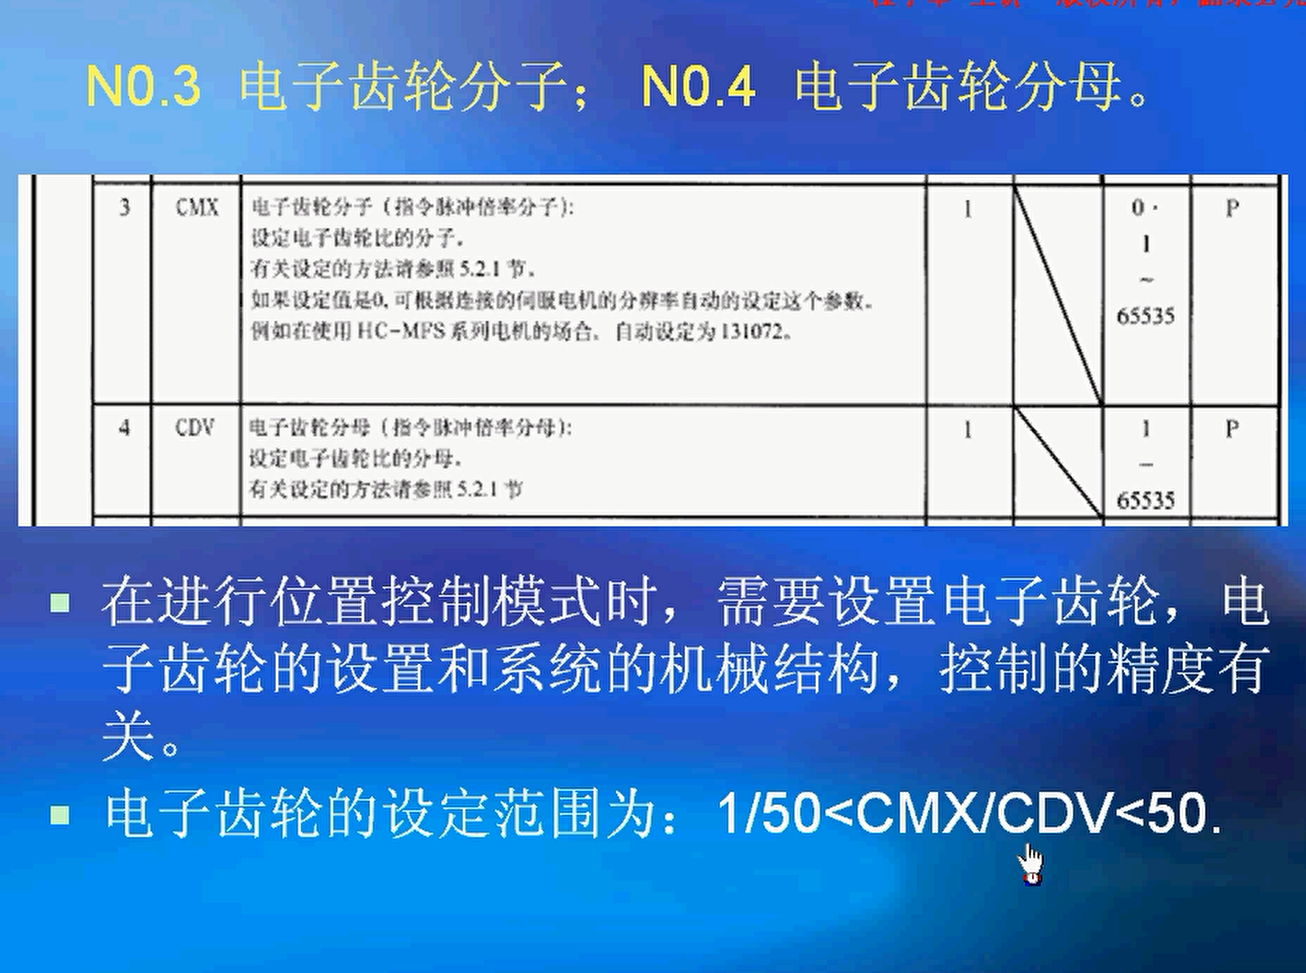 N0.3 电子齿轮分子； N0.4 电子齿轮分母。
3 CMX 电子齿轮分子（指令脉冲倍率分子）： 1 0· P
设定电子齿轮比的分子。 1
有关设定的方法请参照 5.2.1 节。 ~
如果设定值是0, 可根据连接的伺服电机的分辨率自动的设定这个参数。 65535
例如在使用 HC-MFS 系列电机的场合，自动设定为 131072。
4 CDV 电子齿轮分母（指令脉冲倍率分母）： 1 1 P
设定电子齿轮比的分母。 –
有关设定的方法请参照 5.2.1 节 65535
在进行位置控制模式时，需要设置电子齿轮，电
子齿轮的设置和系统的机械结构，控制的精度有
关。
电子齿轮的设定范围为：1/50<CMX/CDV<50.